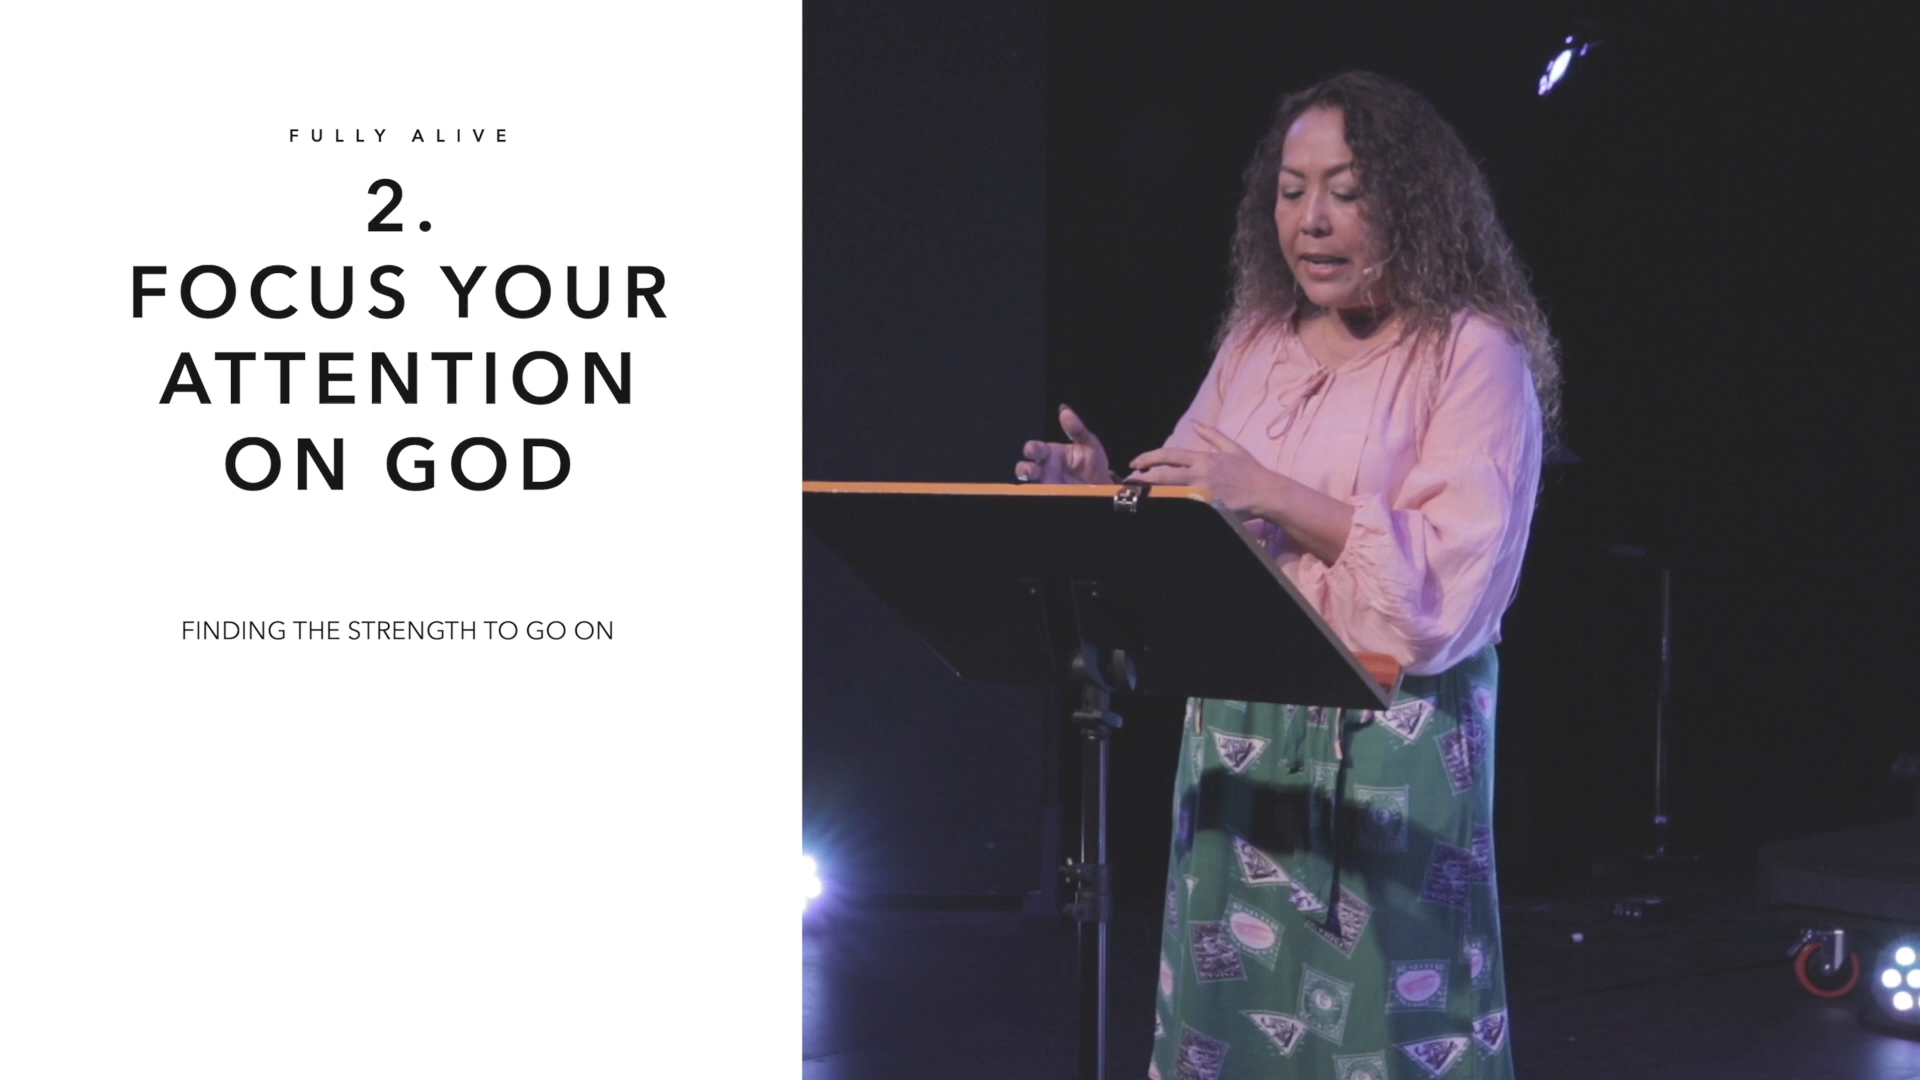 FULLY ALIVE
2.
FOCUS YOUR
ATTENTION
ON GOD
FINDING THE STRENGTH TO GO ON